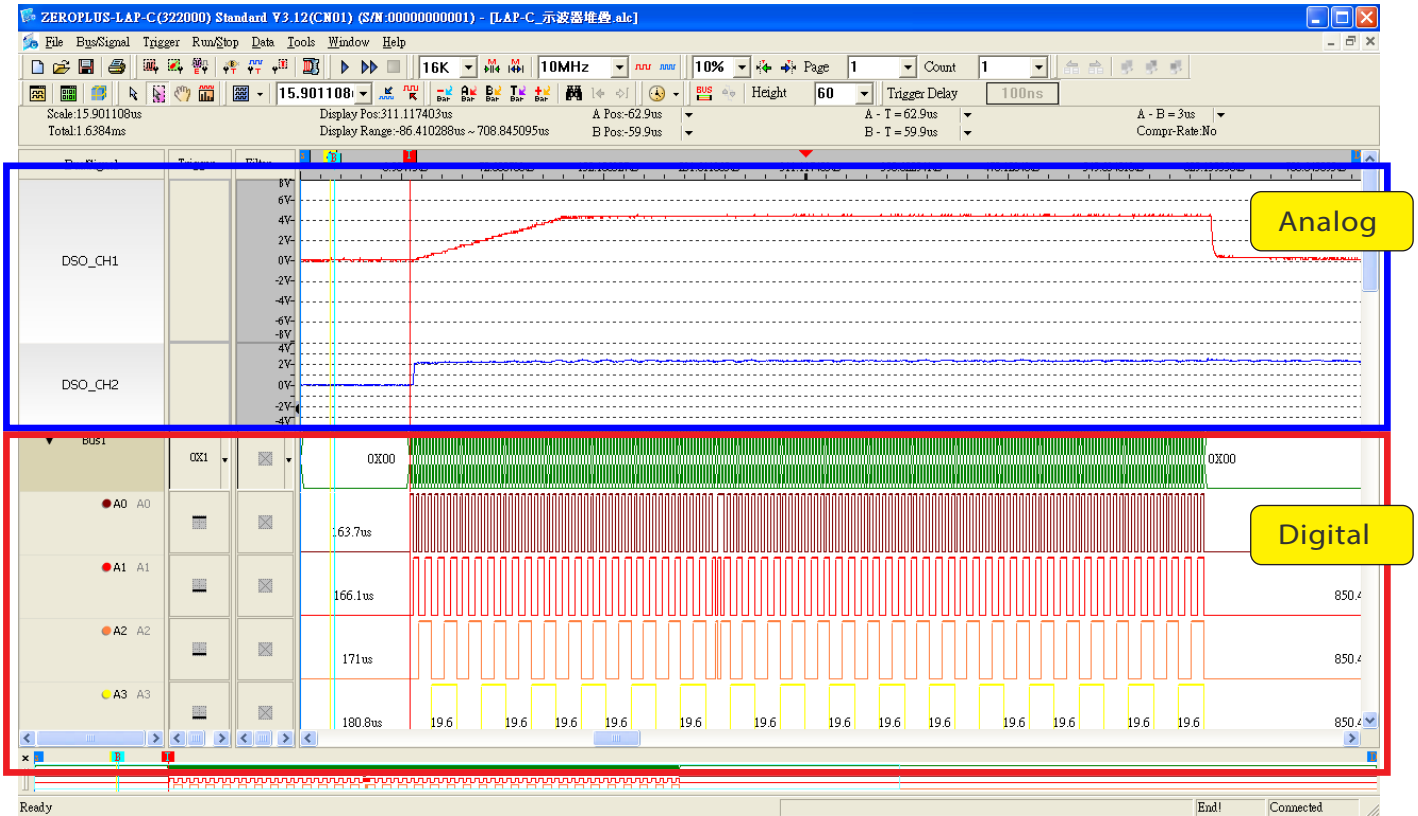 ZEROPLUS-LAP-C(322000) Standard V3.12(CN01) (S/N:00000000001) - [LAP-C_示波器堆疊.alc]
File Bus/Signal Trigger Run/Stop Data Tools Window Help
16K 10MHz 10% Page 1 Count 1
15.901108 Bar Bar Bar Bar Bar BUS Height 60 Trigger Delay 100ns
Scale:15.901108us Display Pos:311.117403us A Pos:-62.9us A - T = 62.9us A - B = 3us
Total:1.6384ms Display Range:-86.410288us ~ 708.845095us B Pos:-59.9us B - T = 59.9us Compr-Rate:No
B T
8V
6V
4V
2V
0V
-2V
-4V
-6V
-8V
DSO_CH1
Analog
4V
2V
0V
-2V
-4V
DSO_CH2
Bus1 0X1 0X00 0X00
A0 A0 163.7us
Digital
A1 A1 166.1us 850.4
A2 A2 171us 850.4
A3 A3 180.8us 19.6 19.6 19.6 19.6 19.6 19.6 19.6 19.6 19.6 19.6 19.6 19.6 19.6 850.4
B T
Ready End! Connected